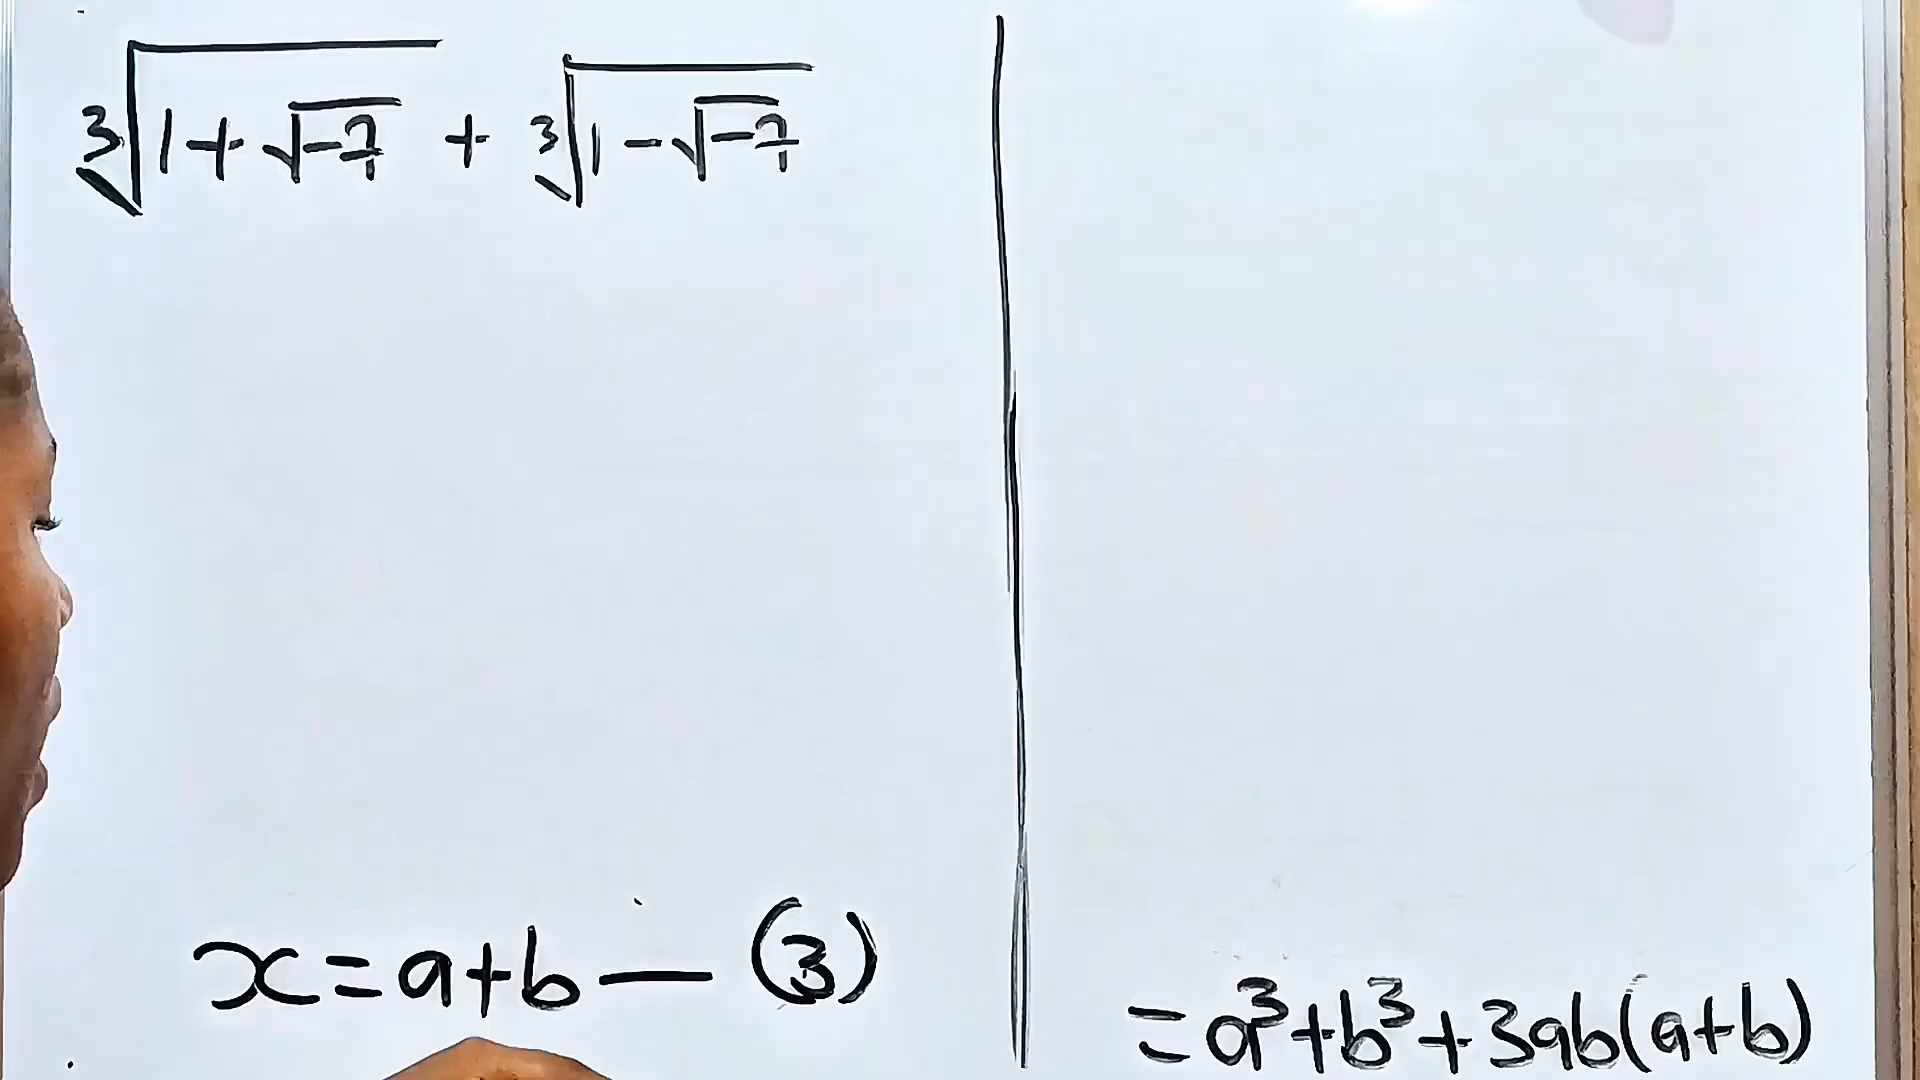 ∛(1+√-7) + ∛(1-√-7)
x = a+b — (3)
= a³+b³+3ab(a+b)